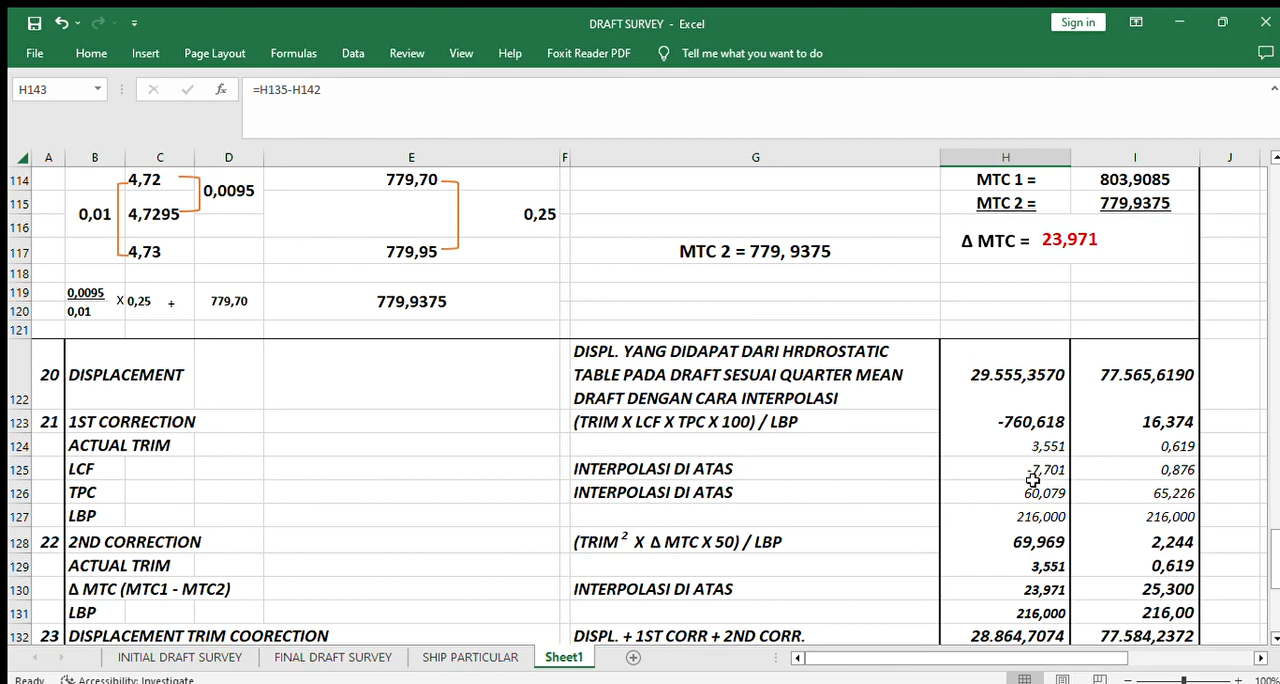 DRAFT SURVEY - Excel
Sign in
File Home Insert Page Layout Formulas Data Review View Help Foxit Reader PDF Tell me what you want to do
H143 fx =H135-H142
A B C D E F G H I J
114 4,72 779,70 MTC 1 = 803,9085
0,0095
115 MTC 2 = 779,9375
0,01 4,7295 0,25
116
Δ MTC = 23,971
117 4,73 779,95 MTC 2 = 779, 9375
118
119 0,0095
X 0,25 + 779,70 779,9375
120 0,01
121
DISPL. YANG DIDAPAT DARI HRDROSTATIC
20 DISPLACEMENT TABLE PADA DRAFT SESUAI QUARTER MEAN 29.555,3570 77.565,6190
122 DRAFT DENGAN CARA INTERPOLASI
123 21 1ST CORRECTION (TRIM X LCF X TPC X 100) / LBP -760,618 16,374
124 ACTUAL TRIM 3,551 0,619
125 LCF INTERPOLASI DI ATAS -7,701 0,876
126 TPC INTERPOLASI DI ATAS 60,079 65,226
127 LBP 216,000 216,000
128 22 2ND CORRECTION (TRIM ² X Δ MTC X 50) / LBP 69,969 2,244
129 ACTUAL TRIM 3,551 0,619
130 Δ MTC (MTC1 - MTC2) INTERPOLASI DI ATAS 23,971 25,300
131 LBP 216,000 216,00
132 23 DISPLACEMENT TRIM COORECTION DISPL. + 1ST CORR + 2ND CORR. 28.864,7074 77.584,2372
INITIAL DRAFT SURVEY FINAL DRAFT SURVEY SHIP PARTICULAR Sheet1
Ready Accessibility: Investigate 100%